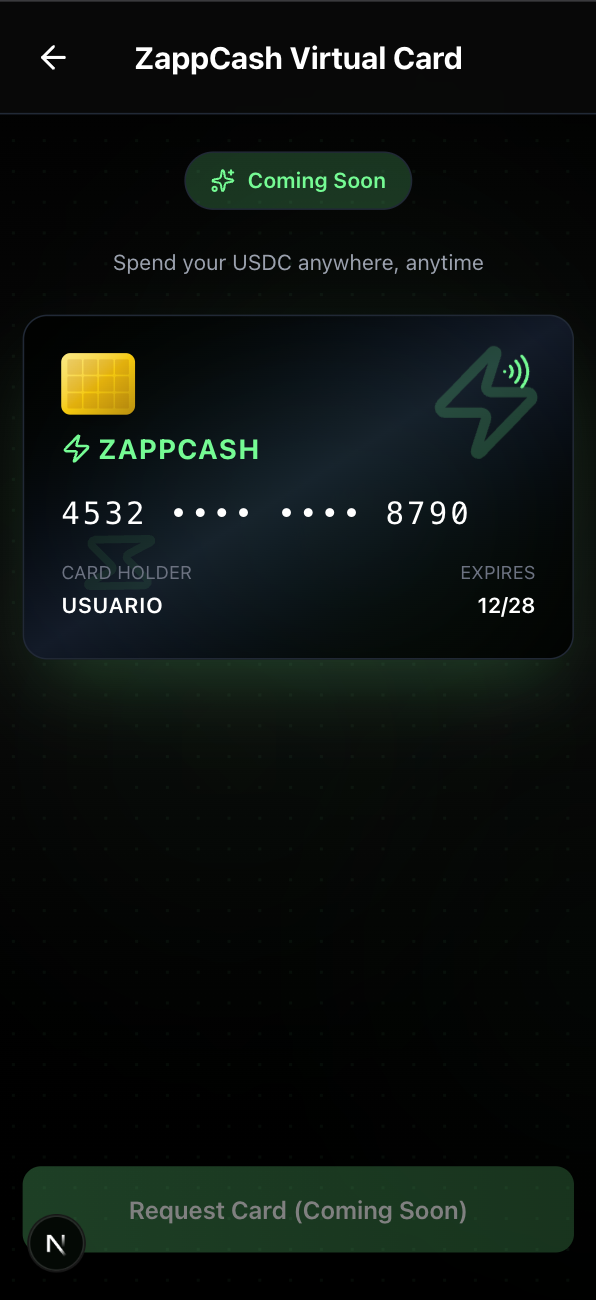 ZappCash Virtual Card
Coming Soon
Spend your USDC anywhere, anytime
ZAPPCASH
4532 •••• •••• 8790
CARD HOLDER EXPIRES
USUARIO 12/28
Request Card (Coming Soon)
N